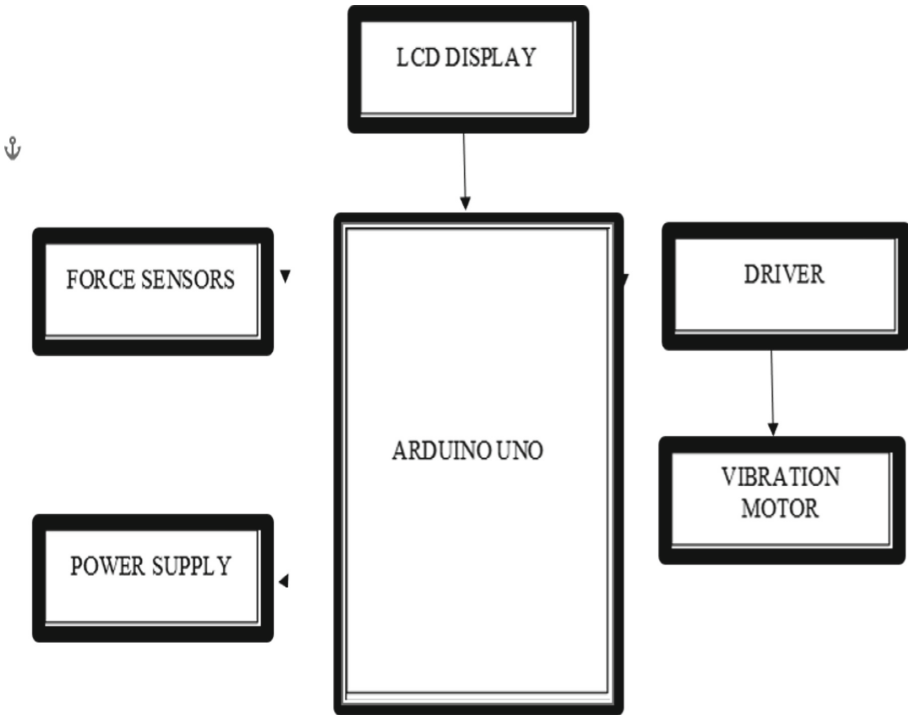 LCD DISPLAY
FORCE SENSORS
DRIVER
ARDUINO UNO
VIBRATION
MOTOR
POWER SUPPLY